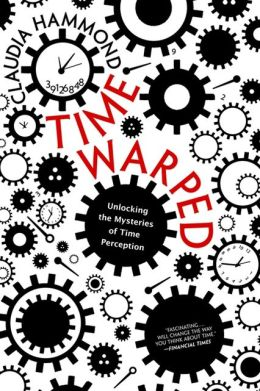 CLAUDIA HAMMOND
TIME
WARPED
Unlocking
the Mysteries
of Time
Perception
"FASCINATING...
WILL CHANGE THE WAY
YOU THINK ABOUT TIME."
—FINANCIAL TIMES